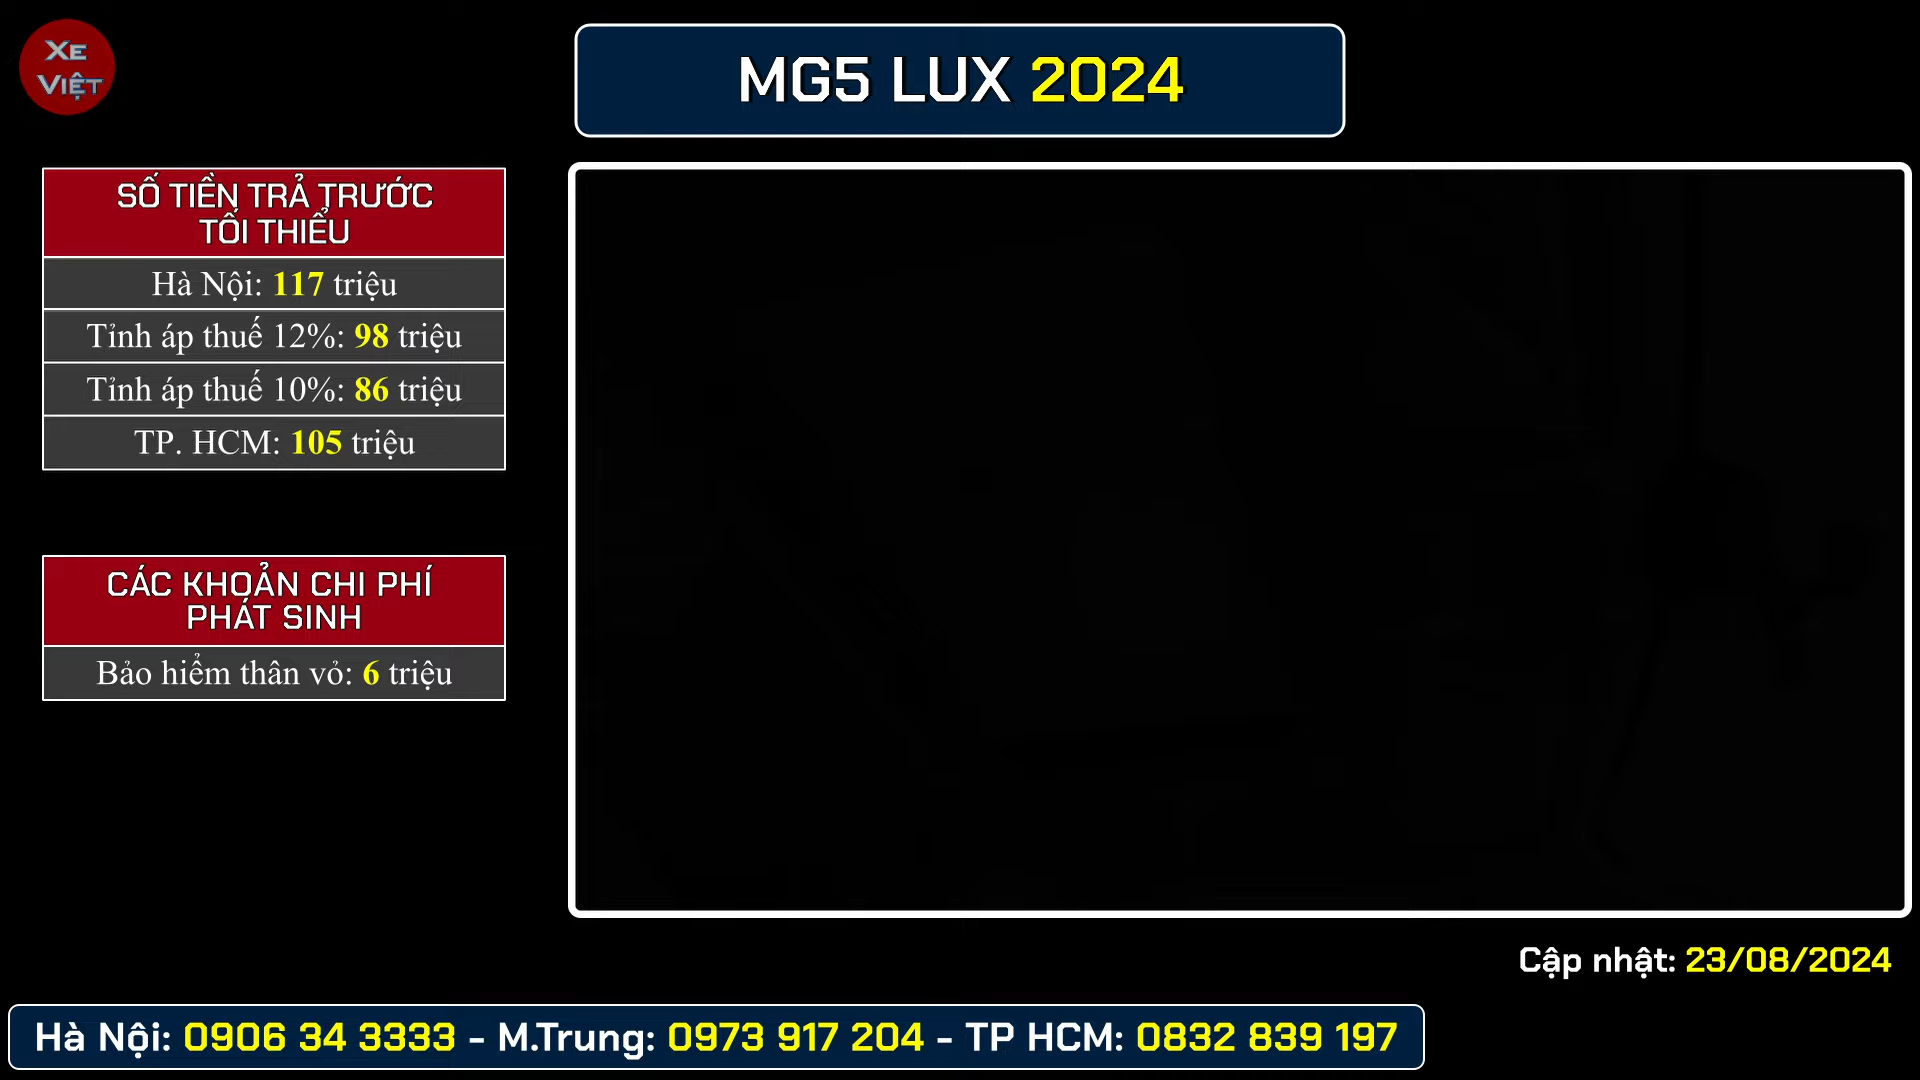 XE
VIỆT
MG5 LUX 2024
SỐ TIỀN TRẢ TRƯỚC
TỐI THIỂU
Hà Nội: 117 triệu
Tỉnh áp thuế 12%: 98 triệu
Tỉnh áp thuế 10%: 86 triệu
TP. HCM: 105 triệu
CÁC KHOẢN CHI PHÍ
PHÁT SINH
Bảo hiểm thân vỏ: 6 triệu
Cập nhật: 23/08/2024
Hà Nội: 0906 34 3333 - M.Trung: 0973 917 204 - TP HCM: 0832 839 197